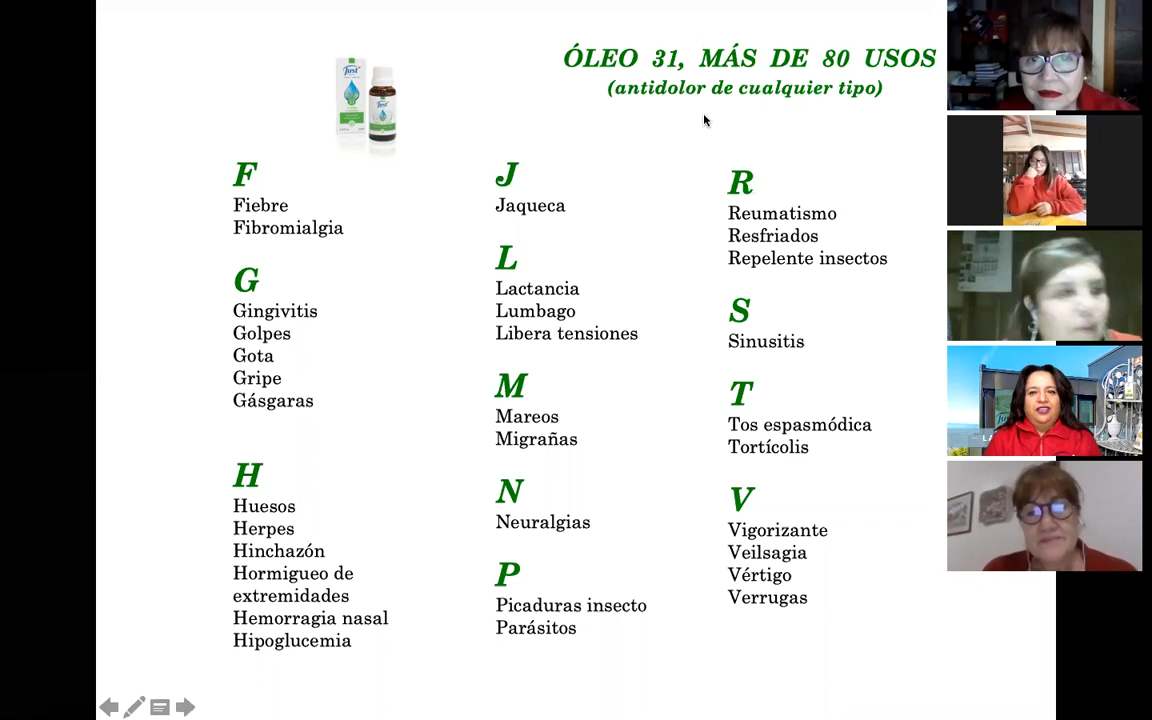 ÓLEO 31, MÁS DE 80 USOS
(antidolor de cualquier tipo)
Just
Just
F
Fiebre
Fibromialgia
G
Gingivitis
Golpes
Gota
Gripe
Gásgaras
H
Huesos
Herpes
Hinchazón
Hormigueo de
extremidades
Hemorragia nasal
Hipoglucemia
J
Jaqueca
L
Lactancia
Lumbago
Libera tensiones
M
Mareos
Migrañas
N
Neuralgias
P
Picaduras insecto
Parásitos
R
Reumatismo
Resfriados
Repelente insectos
S
Sinusitis
T
Tos espasmódica
Tortícolis
V
Vigorizante
Veilsagia
Vértigo
Verrugas